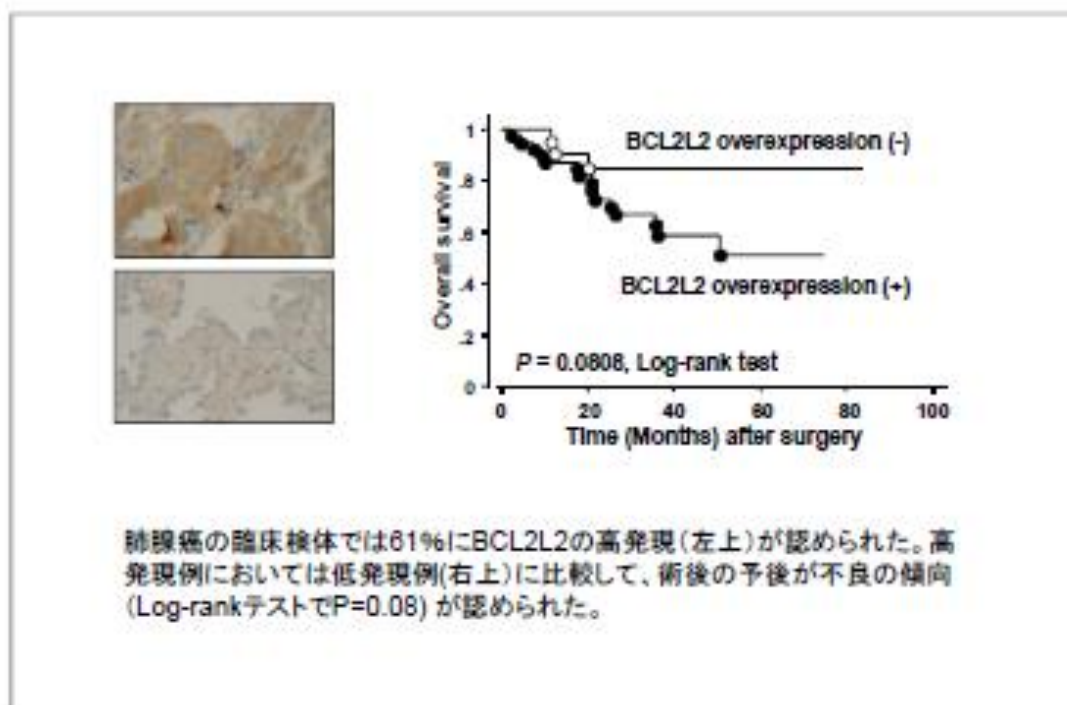 BCL2L2 overexpression (-)
BCL2L2 overexpression (+)
P = 0.0808, Log-rank test
Overall survival
1
.8
.6
.4
.2
0
0 20 40 60 80 100
Time (Months) after surgery
肺腺癌の臨床検体では61%にBCL2L2の高発現(左上)が認められた。高
発現例においては低発現例(右上)に比較して、術後の予後が不良の傾向
(Log-rankテストでP=0.08) が認められた。